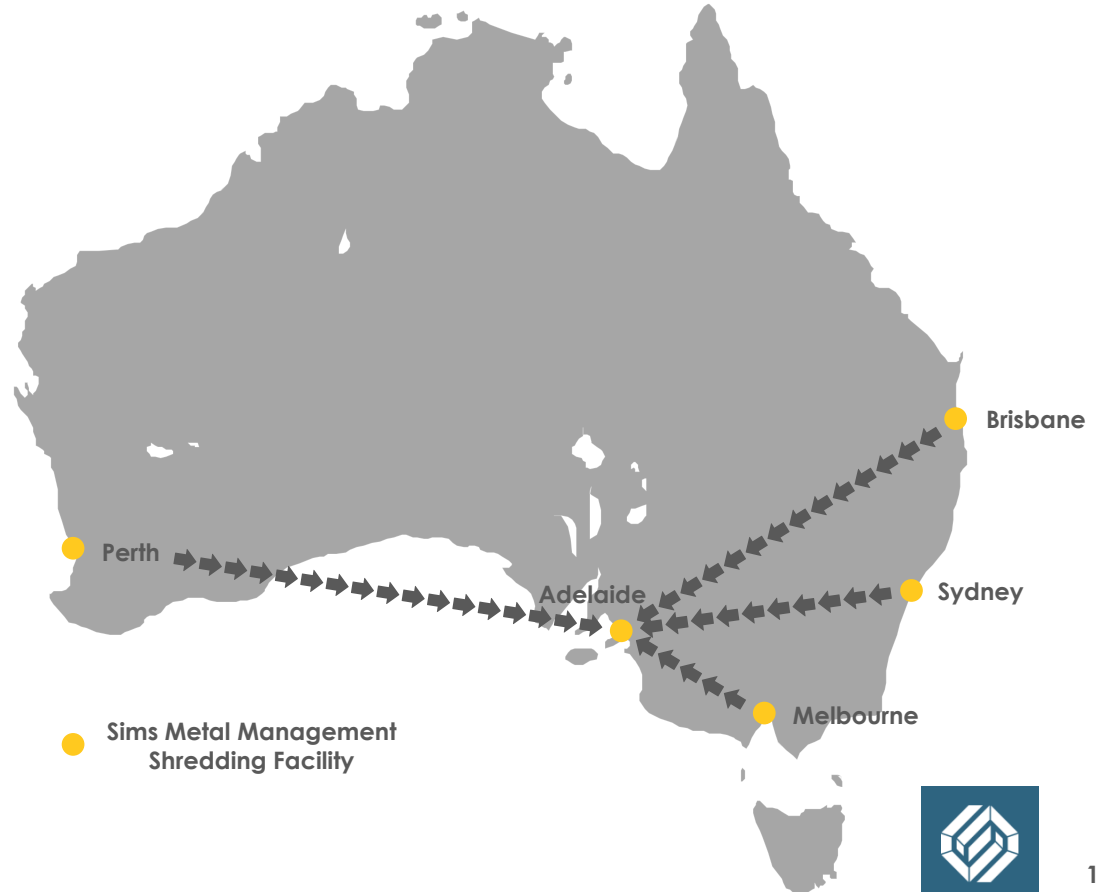 Brisbane
Perth
Adelaide
Sydney
Melbourne
Sims Metal Management
Shredding Facility
1